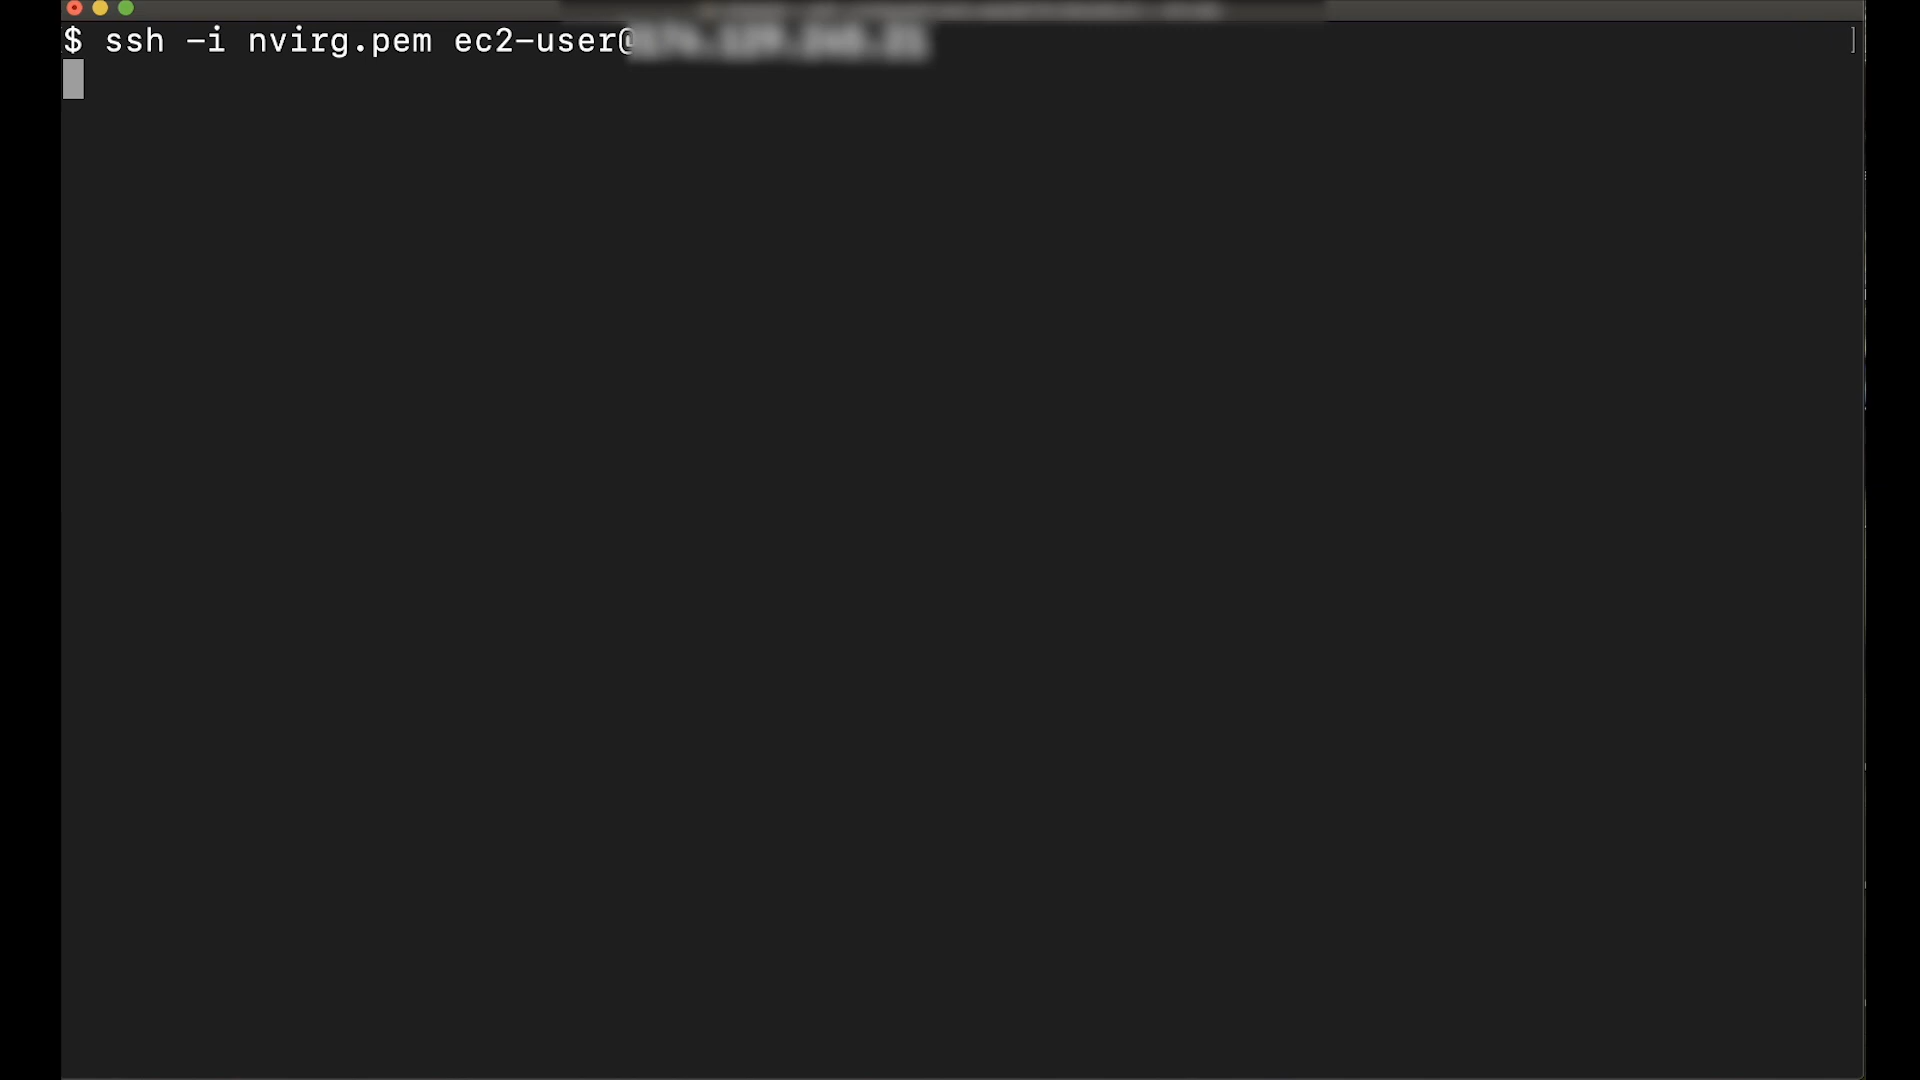 $ ssh -i nvirg.pem ec2-user@